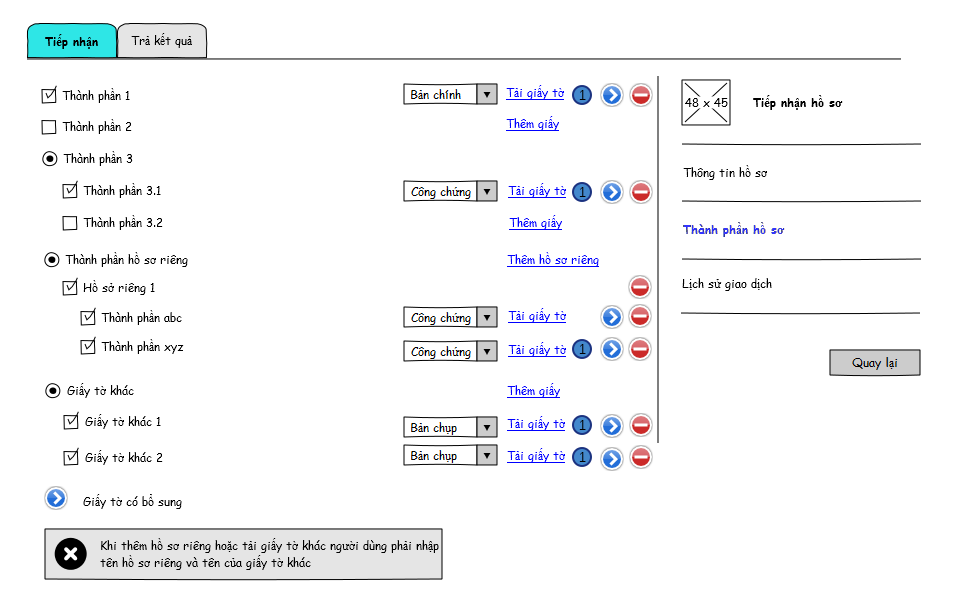 Tiếp nhận
Trả kết quả
Thành phần 1
Bản chính
Tải giấy tờ
1
Thành phần 2
Thêm giấy
Thành phần 3
Thành phần 3.1
Công chứng
Tải giấy tờ
1
Thành phần 3.2
Thêm giấy
Thành phần hồ sơ riêng
Thêm hồ sơ riêng
Hồ sở riêng 1
Thành phần abc
Công chứng
Tải giấy tờ
Thành phần xyz
Công chứng
Tải giấy tờ
1
Giấy tờ khác
Thêm giấy
Giấy tờ khác 1
Bản chụp
Tải giấy tờ
1
Giấy tờ khác 2
Bản chụp
Tải giấy tờ
1
Giấy tờ có bổ sung
Khi thêm hồ sơ riêng hoặc tải giấy tờ khác người dùng phải nhập
tên hồ sơ riêng và tên của giấy tờ khác
48 x 45
Tiếp nhận hồ sơ
Thông tin hồ sơ
Thành phần hồ sơ
Lịch sử giao dịch
Quay lại